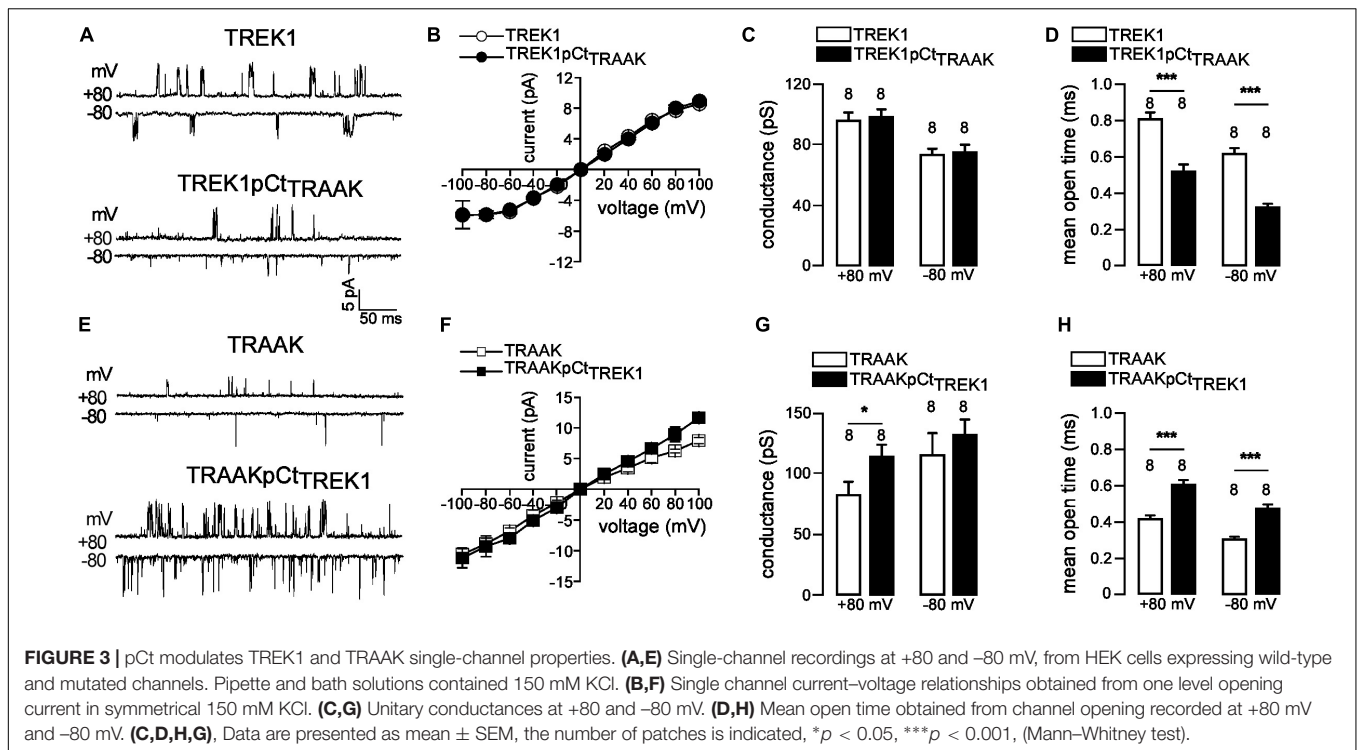 A
TREK1
mV
+80
-80
TREK1pCtTRAAK
mV
+80
-80
5 pA
50 ms
B
TREK1
TREK1pCtTRAAK
current (pA)
12
8
4
-4
-8
-12
-100 -80 -60 -40 -20 0 20 40 60 80 100
voltage (mV)
C
TREK1
TREK1pCtTRAAK
conductance (pS)
120
80
40
0
8 8 8 8
+80 mV -80 mV
D
TREK1
TREK1pCtTRAAK
mean open time (ms)
1.0
0.8
0.6
0.4
0.2
0
*** ***
8 8 8 8
+80 mV -80 mV
E
TRAAK
mV
+80
-80
TRAAKpCtTREK1
mV
+80
-80
F
TRAAK
TRAAKpCtTREK1
current (pA)
15
10
5
-5
-10
-15
-100 -80 -60 -40 -20 0 20 40 60 80 100
voltage (mV)
G
TRAAK
TRAAKpCtTREK1
conductance (pS)
150
100
50
0
*
8 8 8 8
+80 mV -80 mV
H
TRAAK
TRAAKpCtTREK1
mean open time (ms)
1.0
0.8
0.6
0.4
0.2
0
*** ***
8 8 8 8
+80 mV -80 mV
FIGURE 3 | pCt modulates TREK1 and TRAAK single-channel properties. (A,E) Single-channel recordings at +80 and –80 mV, from HEK cells expressing wild-type
and mutated channels. Pipette and bath solutions contained 150 mM KCl. (B,F) Single channel current–voltage relationships obtained from one level opening
current in symmetrical 150 mM KCl. (C,G) Unitary conductances at +80 and –80 mV. (D,H) Mean open time obtained from channel opening recorded at +80 mV
and –80 mV. (C,D,H,G), Data are presented as mean ± SEM, the number of patches is indicated, *p < 0.05, ***p < 0.001, (Mann–Whitney test).